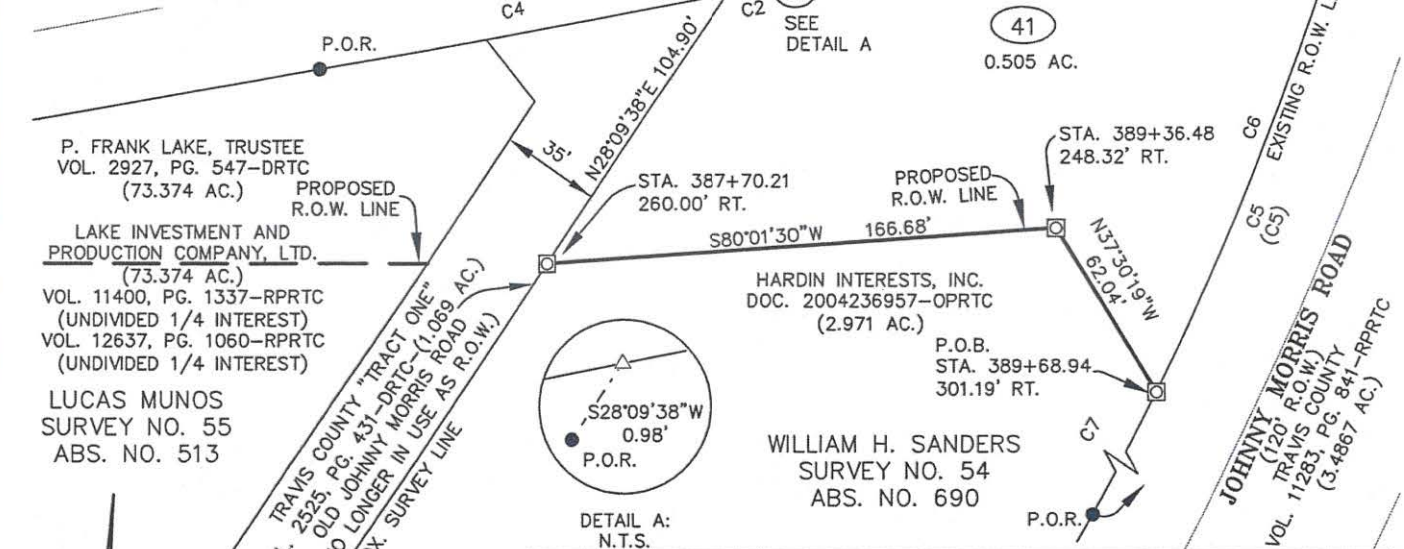 C4
C2
SEE
DETAIL A
41
0.505 AC.
EXISTING R.O.W.
C6
C5
(C5)
P.O.R.
P. FRANK LAKE, TRUSTEE
VOL. 2927, PG. 547-DRTC
(73.374 AC.)
PROPOSED
R.O.W. LINE
LAKE INVESTMENT AND
PRODUCTION COMPANY, LTD.
(73.374 AC.)
VOL. 11400, PG. 1337-RPRTC
(UNDIVIDED 1/4 INTEREST)
VOL. 12637, PG. 1060-RPRTC
(UNDIVIDED 1/4 INTEREST)
LUCAS MUNOS
SURVEY NO. 55
ABS. NO. 513
35'
N28°09'38"E 104.90'
STA. 387+70.21
260.00' RT.
PROPOSED
R.O.W. LINE
STA. 389+36.48
248.32' RT.
S80°01'30"W 166.68'
N37°30'19"W
62.04'
HARDIN INTERESTS, INC.
DOC. 2004236957-OPRTC
(2.971 AC.)
P.O.B.
STA. 389+68.94
301.19' RT.
TRAVIS COUNTY "TRACT ONE"
2525, PG. 431-DRTC-(1.069 AC.)
OLD JOHNNY MORRIS ROAD
LONGER IN USE AS R.O.W.)
SURVEY LINE
S28°09'38"W
0.98'
P.O.R.
DETAIL A:
N.T.S.
WILLIAM H. SANDERS
SURVEY NO. 54
ABS. NO. 690
C7
P.O.R.
JOHNNY MORRIS ROAD
(120' R.O.W.)
TRAVIS COUNTY
VOL. 11283, PG. 841-RPRTC
(3.4867 AC.)